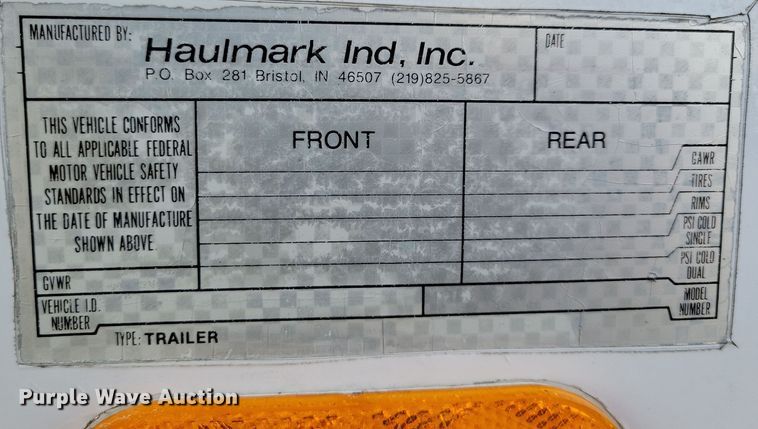 MANUFACTURED BY:
Haulmark Ind, Inc.
P.O. Box 281 Bristol, IN 46507 (219)825-5867
DATE
THIS VEHICLE CONFORMS
TO ALL APPLICABLE FEDERAL
MOTOR VEHICLE SAFETY
STANDARDS IN EFFECT ON
THE DATE OF MANUFACTURE
SHOWN ABOVE.
FRONT
REAR
GAWR
TIRES
RIMS
PSI COLD
SINGLE
PSI COLD
DUAL
GVWR
VEHICLE I.D.
NUMBER
MODEL
NUMBER
TYPE: TRAILER
Purple Wave Auction